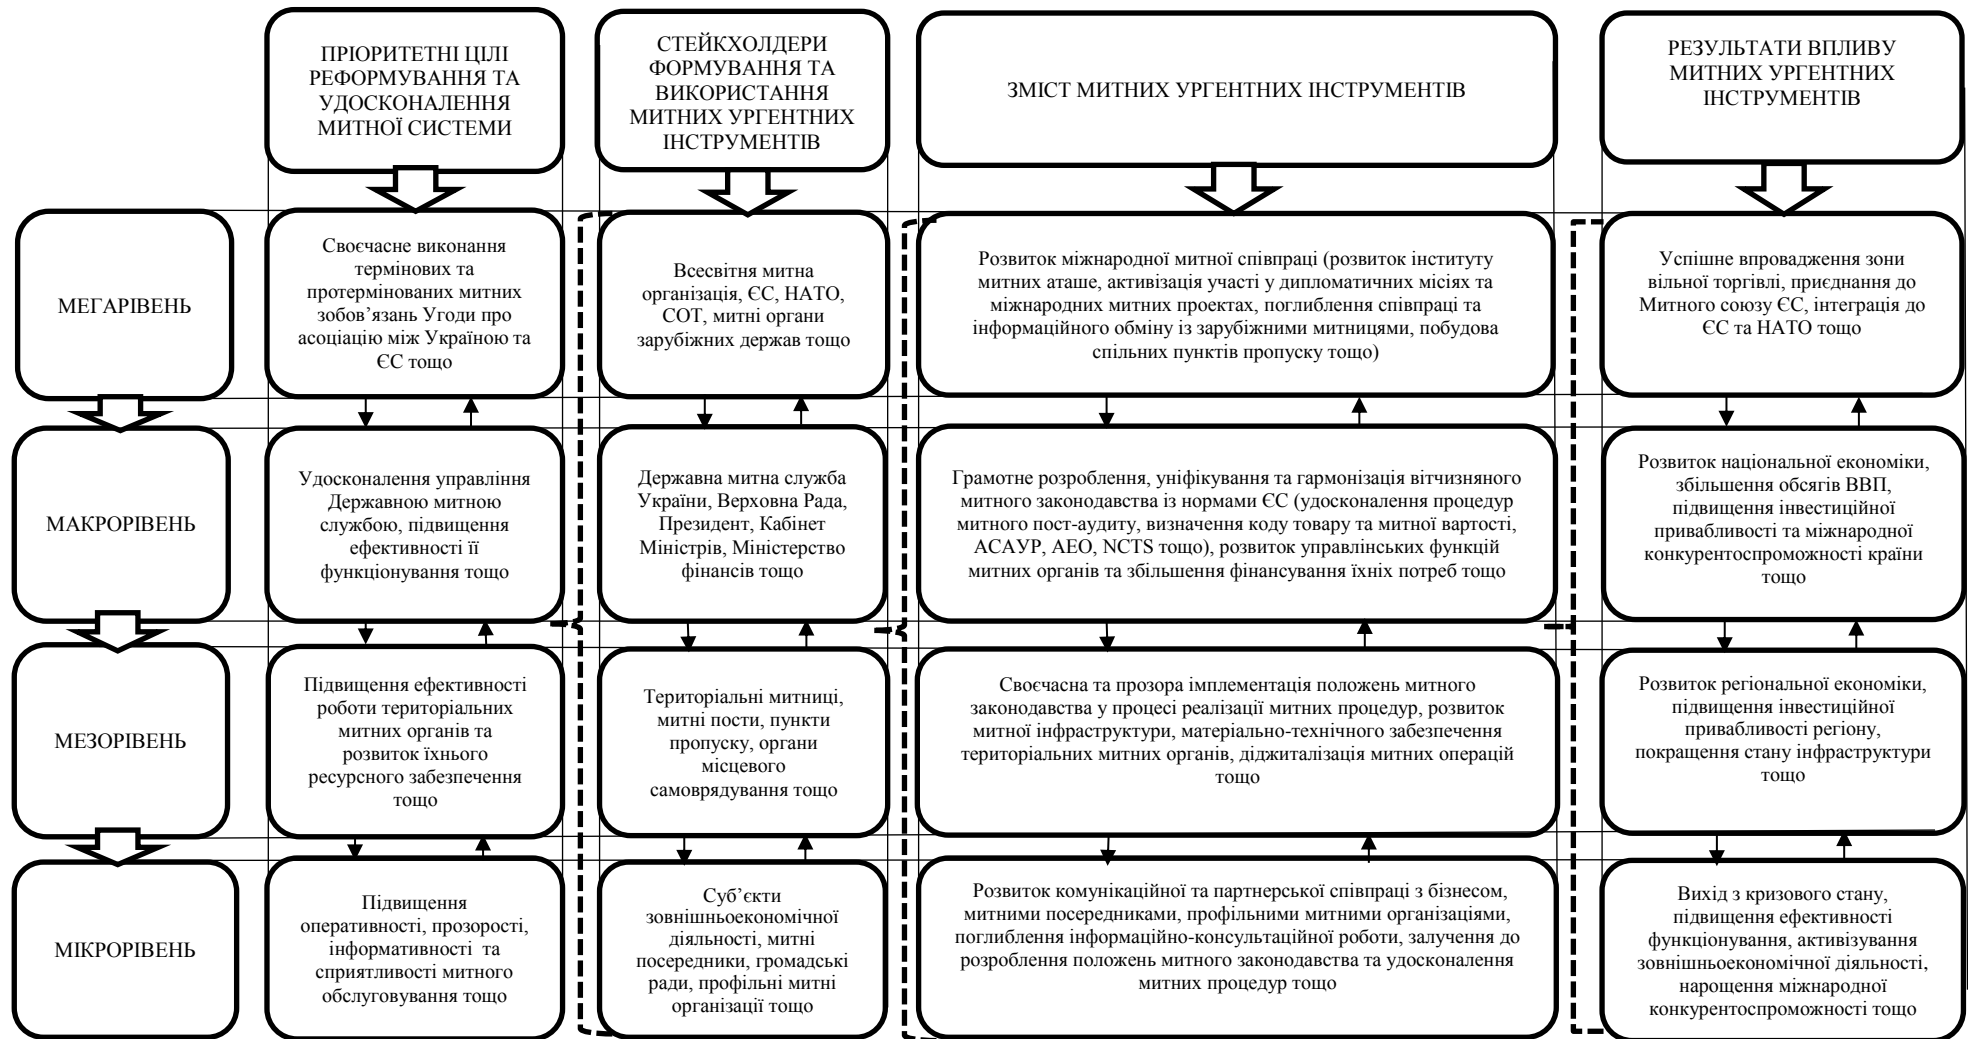 ПРІОРИТЕТНІ ЦІЛІ
РЕФОРМУВАННЯ ТА
УДОСКОНАЛЕННЯ
МИТНОЇ СИСТЕМИ
СТЕЙКХОЛДЕРИ
ФОРМУВАННЯ ТА
ВИКОРИСТАННЯ
МИТНИХ УРГЕНТНИХ
ІНСТРУМЕНТІВ
ЗМІСТ МИТНИХ УРГЕНТНИХ ІНСТРУМЕНТІВ
РЕЗУЛЬТАТИ ВПЛИВУ
МИТНИХ УРГЕНТНИХ
ІНСТРУМЕНТІВ
МЕГАРІВЕНЬ
Своєчасне виконання
термінових та
протермінованих митних
зобов’язань Угоди про
асоціацію між Україною та
ЄС тощо
Всесвітня митна
організація, ЄС, НАТО,
СОТ, митні органи
зарубіжних держав тощо
Розвиток міжнародної митної співпраці (розвиток інституту
митних аташе, активізація участі у дипломатичних місіях та
міжнародних митних проектах, поглиблення співпраці та
інформаційного обміну із зарубіжними митницями, побудова
спільних пунктів пропуску тощо)
Успішне впровадження зони
вільної торгівлі, приєднання до
Митного союзу ЄС, інтеграція до
ЄС та НАТО тощо
МАКРОРІВЕНЬ
Удосконалення управління
Державною митною
службою, підвищення
ефективності її
функціонування тощо
Державна митна служба
України, Верховна Рада,
Президент, Кабінет
Міністрів, Міністерство
фінансів тощо
Грамотне розроблення, уніфікування та гармонізація вітчизняного
митного законодавства із нормами ЄС (удосконалення процедур
митного пост-аудиту, визначення коду товару та митної вартості,
АСАУР, АЕО, NCTS тощо), розвиток управлінських функцій
митних органів та збільшення фінансування їхніх потреб тощо
Розвиток національної економіки,
збільшення обсягів ВВП,
підвищення інвестиційної
привабливості та міжнародної
конкурентоспроможності країни
тощо
МЕЗОРІВЕНЬ
Підвищення ефективності
роботи територіальних
митних органів та
розвиток їхнього
ресурсного забезпечення
тощо
Територіальні митниці,
митні пости, пункти
пропуску, органи
місцевого
самоврядування тощо
Своєчасна та прозора імплементація положень митного
законодавства у процесі реалізації митних процедур, розвиток
митної інфраструктури, матеріально-технічного забезпечення
територіальних митних органів, діджиталізація митних операцій
тощо
Розвиток регіональної економіки,
підвищення інвестиційної
привабливості регіону,
покращення стану інфраструктури
тощо
МІКРОРІВЕНЬ
Підвищення
оперативності, прозорості,
інформативності та
сприятливості митного
обслуговування тощо
Суб’єкти
зовнішньоекономічної
діяльності, митні
посередники, громадські
ради, профільні митні
організації тощо
Розвиток комунікаційної та партнерської співпраці з бізнесом,
митними посередниками, профільними митними організаціями,
поглиблення інформаційно-консультаційної роботи, залучення до
розроблення положень митного законодавства та удосконалення
митних процедур тощо
Вихід з кризового стану,
підвищення ефективності
функціонування, активізування
зовнішньоекономічної діяльності,
нарощення міжнародної
конкурентоспроможності тощо